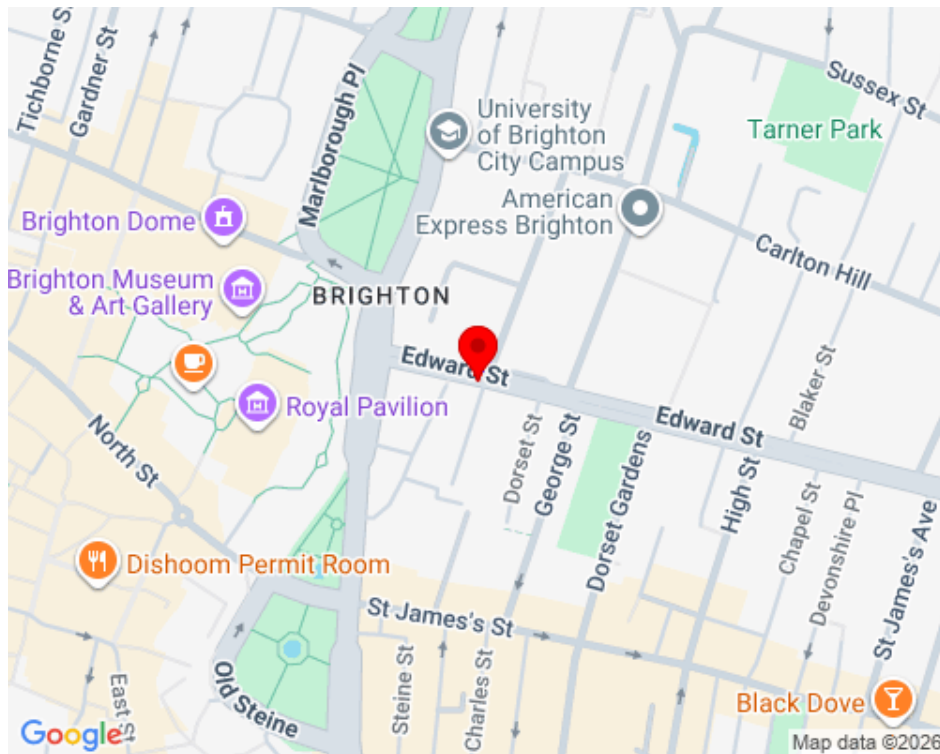 Tichborne St
Gardner St
Marlborough Pl
University
of Brighton
City Campus
Sussex St
Tarner Park
American
Express Brighton
Brighton Dome
Carlton Hill
Brighton Museum
& Art Gallery
BRIGHTON
Edward St
Blaker St
Royal Pavilion
Edward St
North St
Dorset St
George St
Dorset Gardens
High St
Chapel St
Devonshire Pl
St James's Ave
Dishoom Permit Room
St James's St
Old Steine
Steine St
Charles St
East St
Black Dove
Google
Map data ©2026